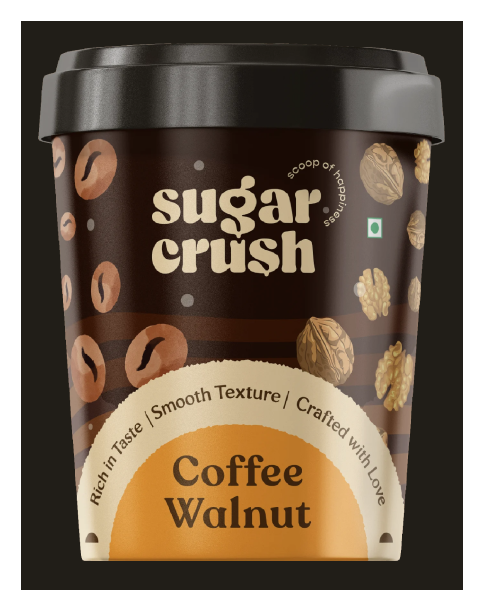 sugar
crush
scoop of happiness
Rich in Taste | Smooth Texture | Crafted with Love
Coffee
Walnut